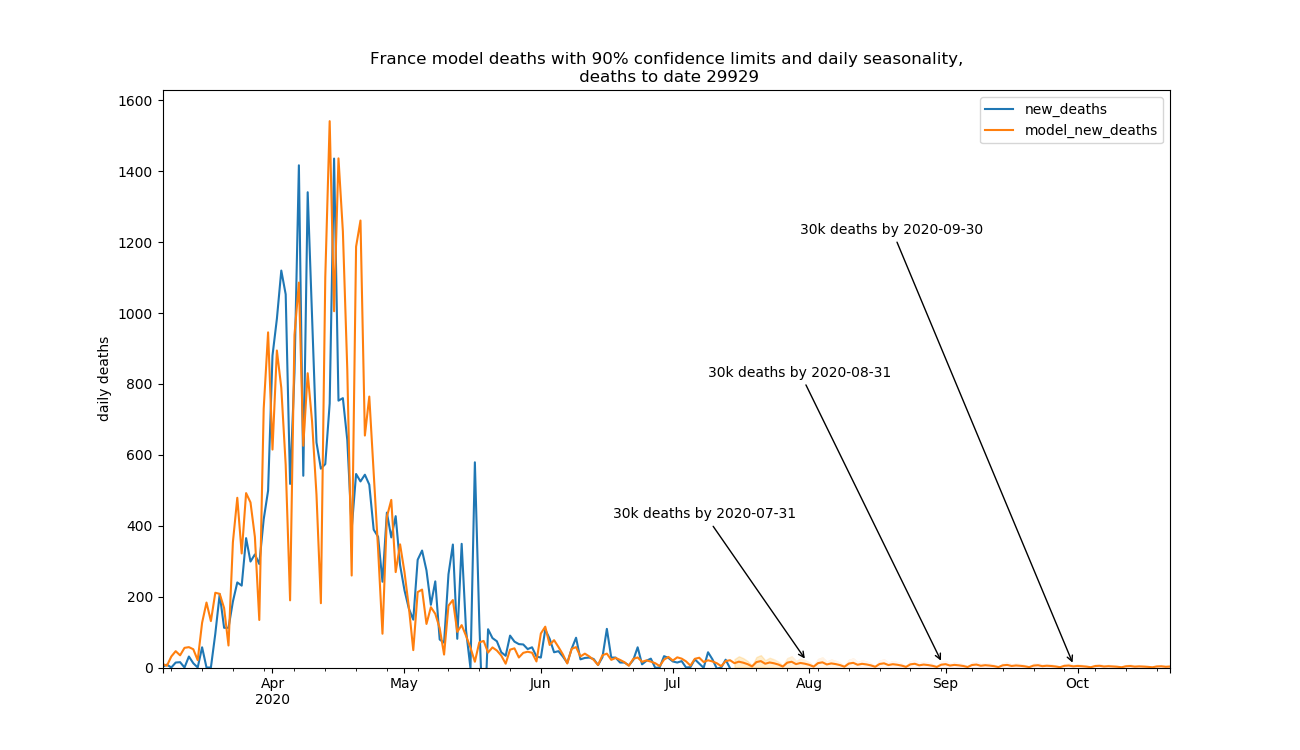 France model deaths with 90% confidence limits and daily seasonality,
deaths to date 29929
new_deaths
model_new_deaths
daily deaths
1600
1400
1200
1000
800
600
400
200
0
30k deaths by 2020-09-30
30k deaths by 2020-08-31
30k deaths by 2020-07-31
Apr
2020
May
Jun
Jul
Aug
Sep
Oct